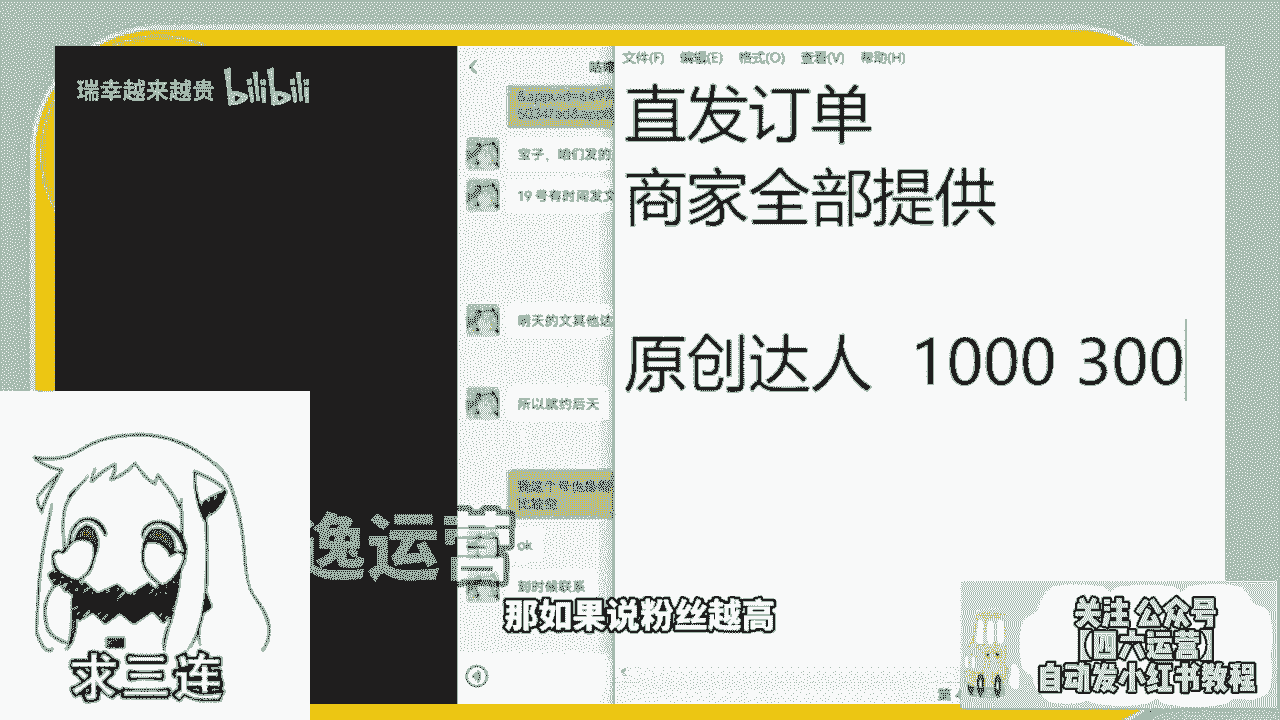 瑞幸越来越贵 bilibili
文件(F) 编辑(E) 格式(O) 查看(V) 帮助(H)
直发订单
商家全部提供
原创达人 1000 300
宝子，咱们发的
19号有时间发文
明天的文其他达
所以就约后天
比较快
ok
到时候联系
逸运营
那如果说粉丝越高
求三连
关注 公众号
（四六运营）
自动发小红书教程